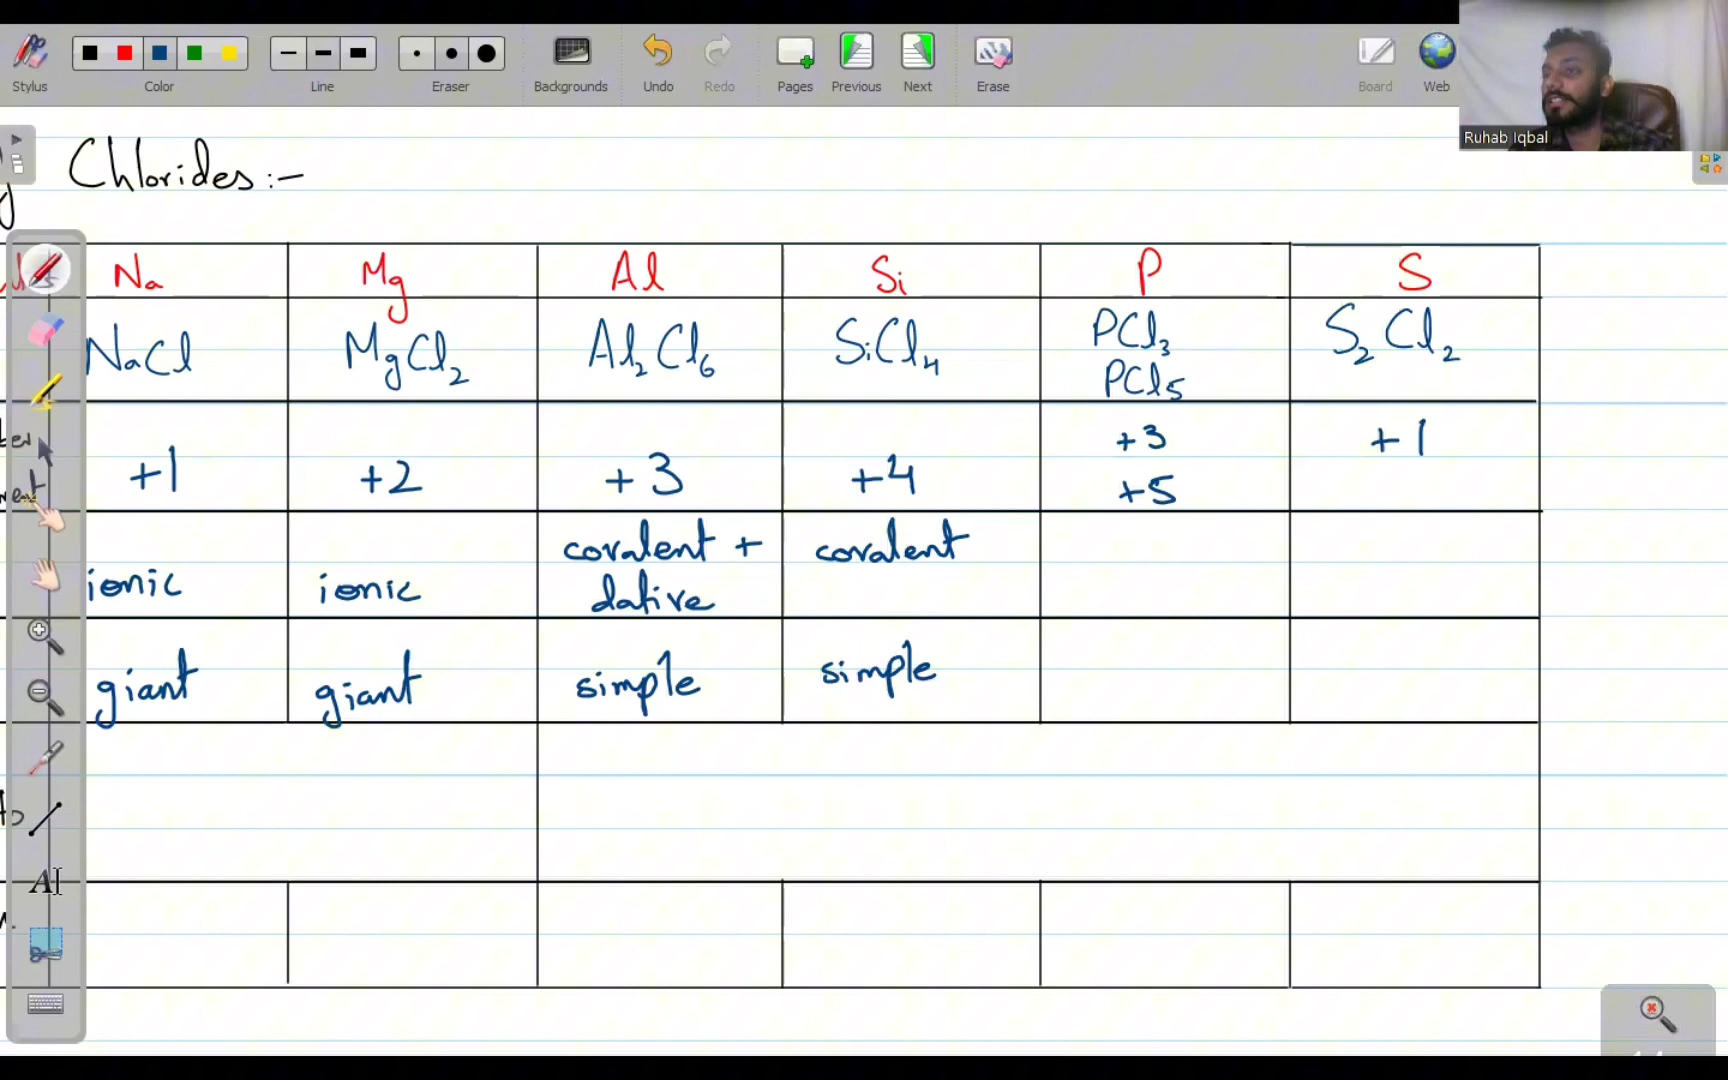 Stylus
Color
Line
Eraser
Backgrounds
Undo
Redo
Pages
Previous
Next
Erase
Board
Web
Ruhab Iqbal
Chlorides:-
Na Mg Al Si P S
NaCl MgCl2 Al2Cl6 SiCl4 PCl3 S2Cl2
PCl5
+1 +2 +3 +4 +3 +1
+5
ionic ionic covalent + covalent
dative
giant giant simple simple